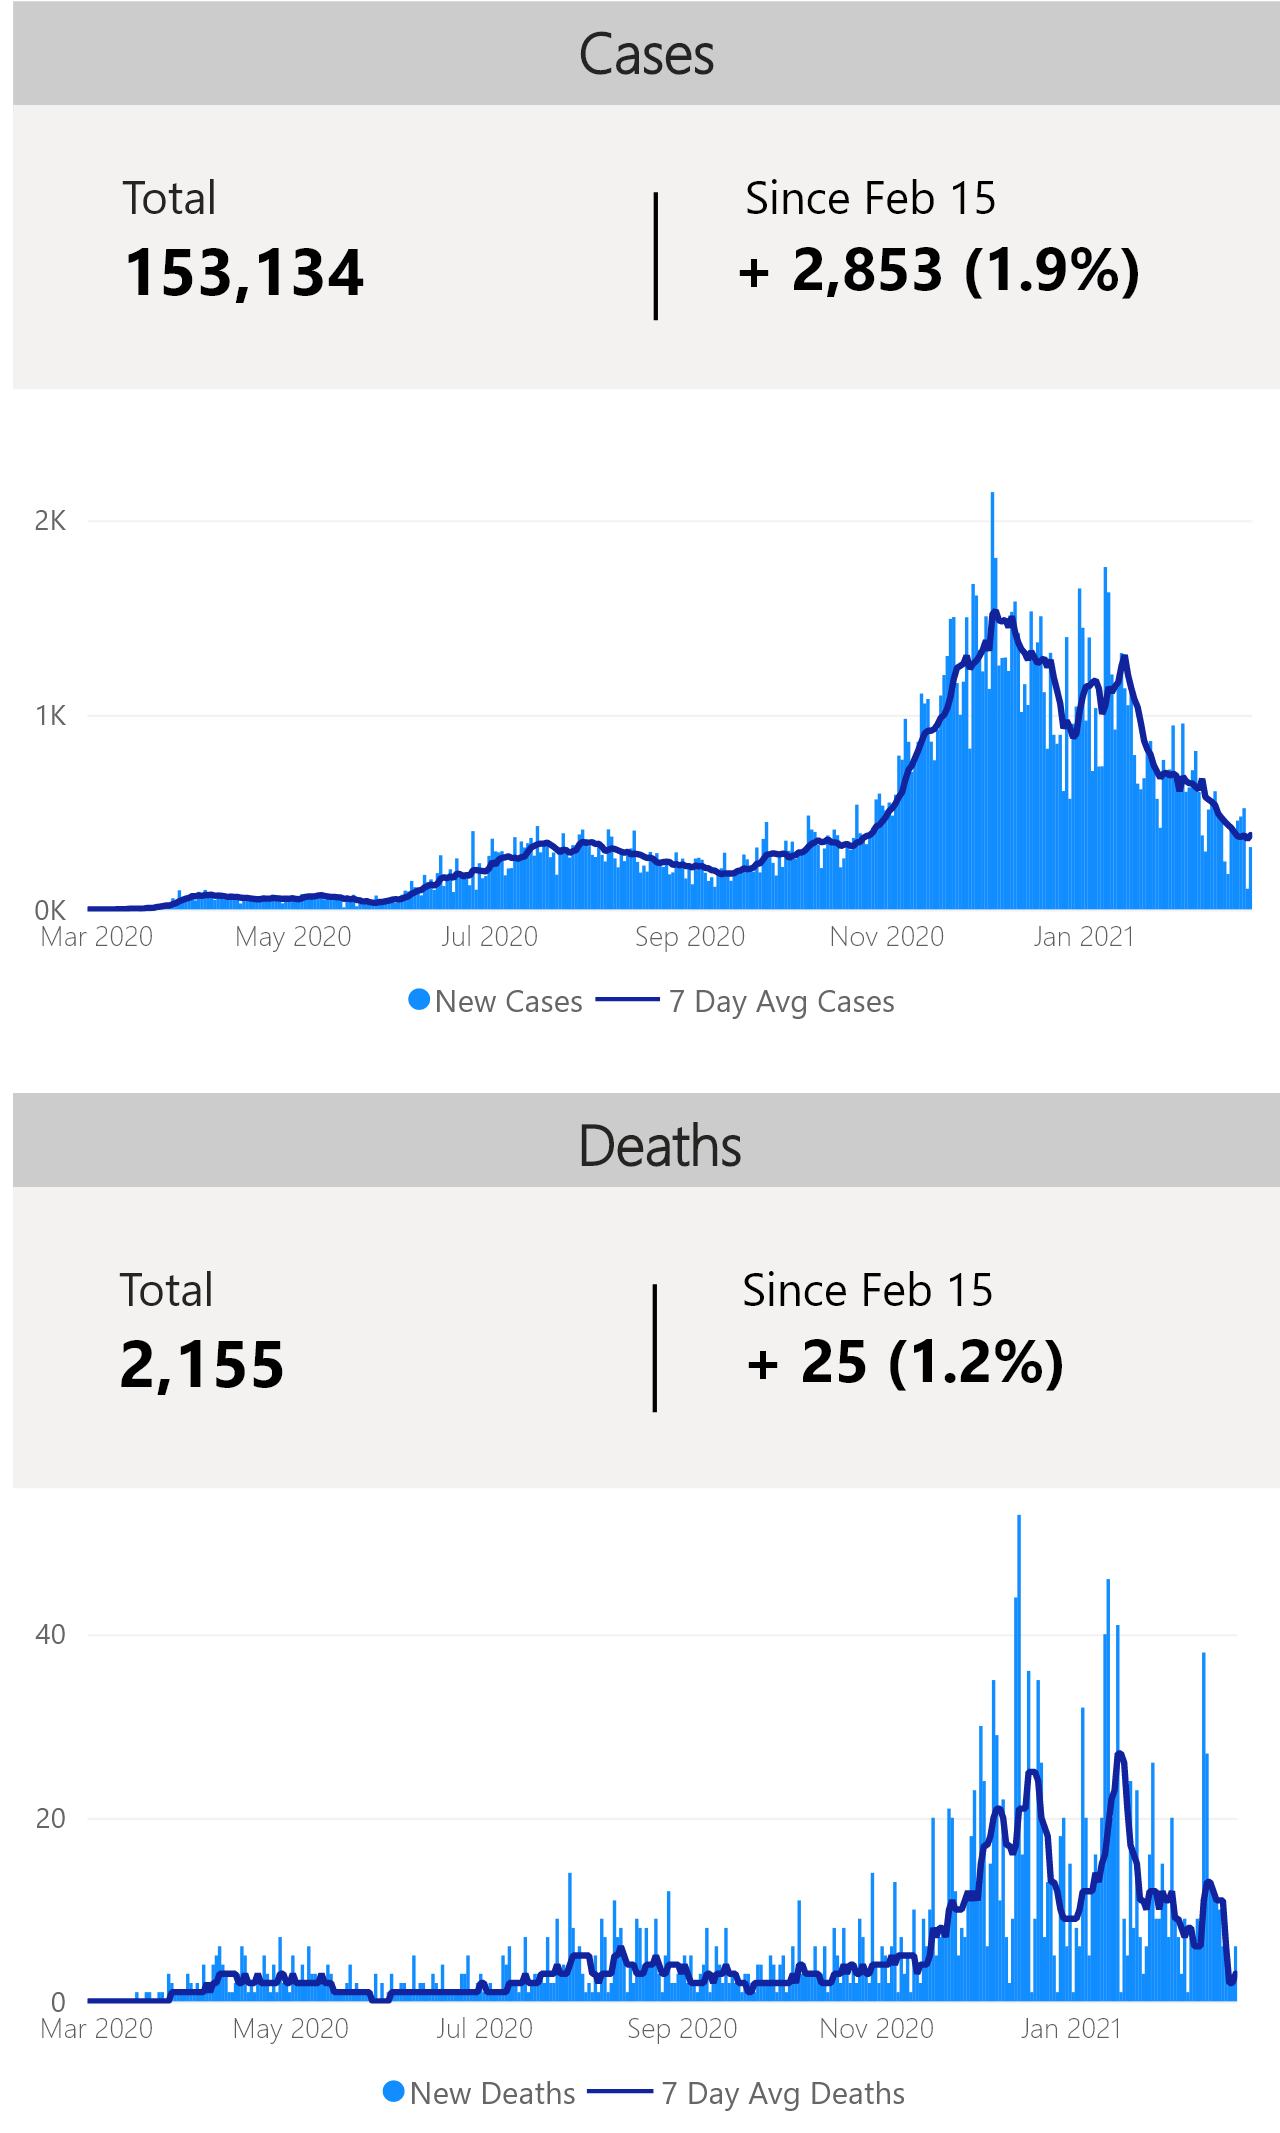 Cases
Total
Since Feb 15
153,134
+ 2,853 (1.9%)
2K
1K
0K
Mar 2020 May 2020 Jul 2020 Sep 2020 Nov 2020 Jan 2021
New Cases 7 Day Avg Cases
Deaths
Total
Since Feb 15
2,155
+ 25 (1.2%)
40
20
0
Mar 2020 May 2020 Jul 2020 Sep 2020 Nov 2020 Jan 2021
New Deaths 7 Day Avg Deaths